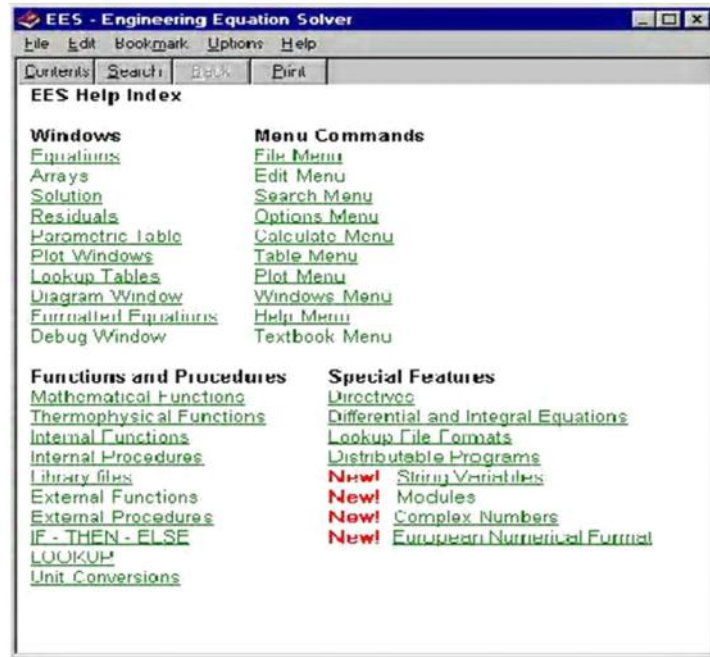 EES - Engineering Equation Solver
File Edit Bookmark Options Help
Contents Search Back Print
EES Help Index
Windows
Equations
Arrays
Solution
Residuals
Parametric Table
Plot Windows
Lookup Tables
Diagram Window
Formatted Equations
Debug Window
Menu Commands
File Menu
Edit Menu
Search Menu
Options Menu
Calculate Menu
Table Menu
Plot Menu
Windows Menu
Help Menu
Textbook Menu
Functions and Procedures
Mathematical Functions
Thermophysical Functions
Internal Functions
Internal Procedures
Library files
External Functions
External Procedures
IF - THEN - ELSE
LOOKUP
Unit Conversions
Special Features
Directives
Differential and Integral Equations
Lookup File Formats
Distributable Programs
New! String Variables
New! Modules
New! Complex Numbers
New! European Numerical Format